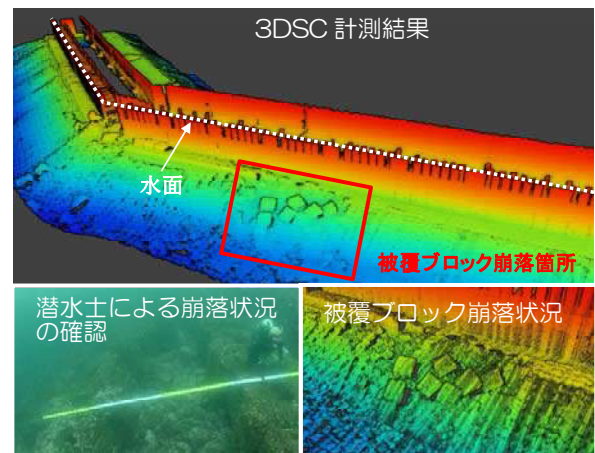 3DSC 計測結果
水面
被覆ブロック崩落箇所
潜水士による崩落状況
の確認
被覆ブロック崩落状況